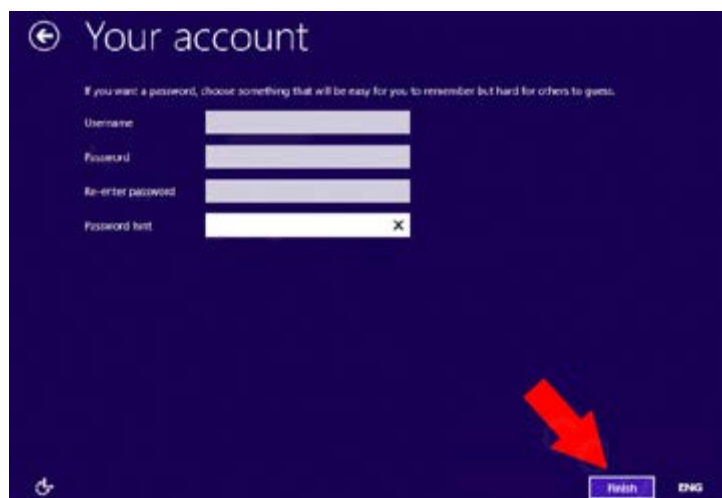 Your account
If you want a password, choose something that will be easy for you to remember but hard for others to guess.
Username
Password
Re-enter password
Password hint
Finish
ENG